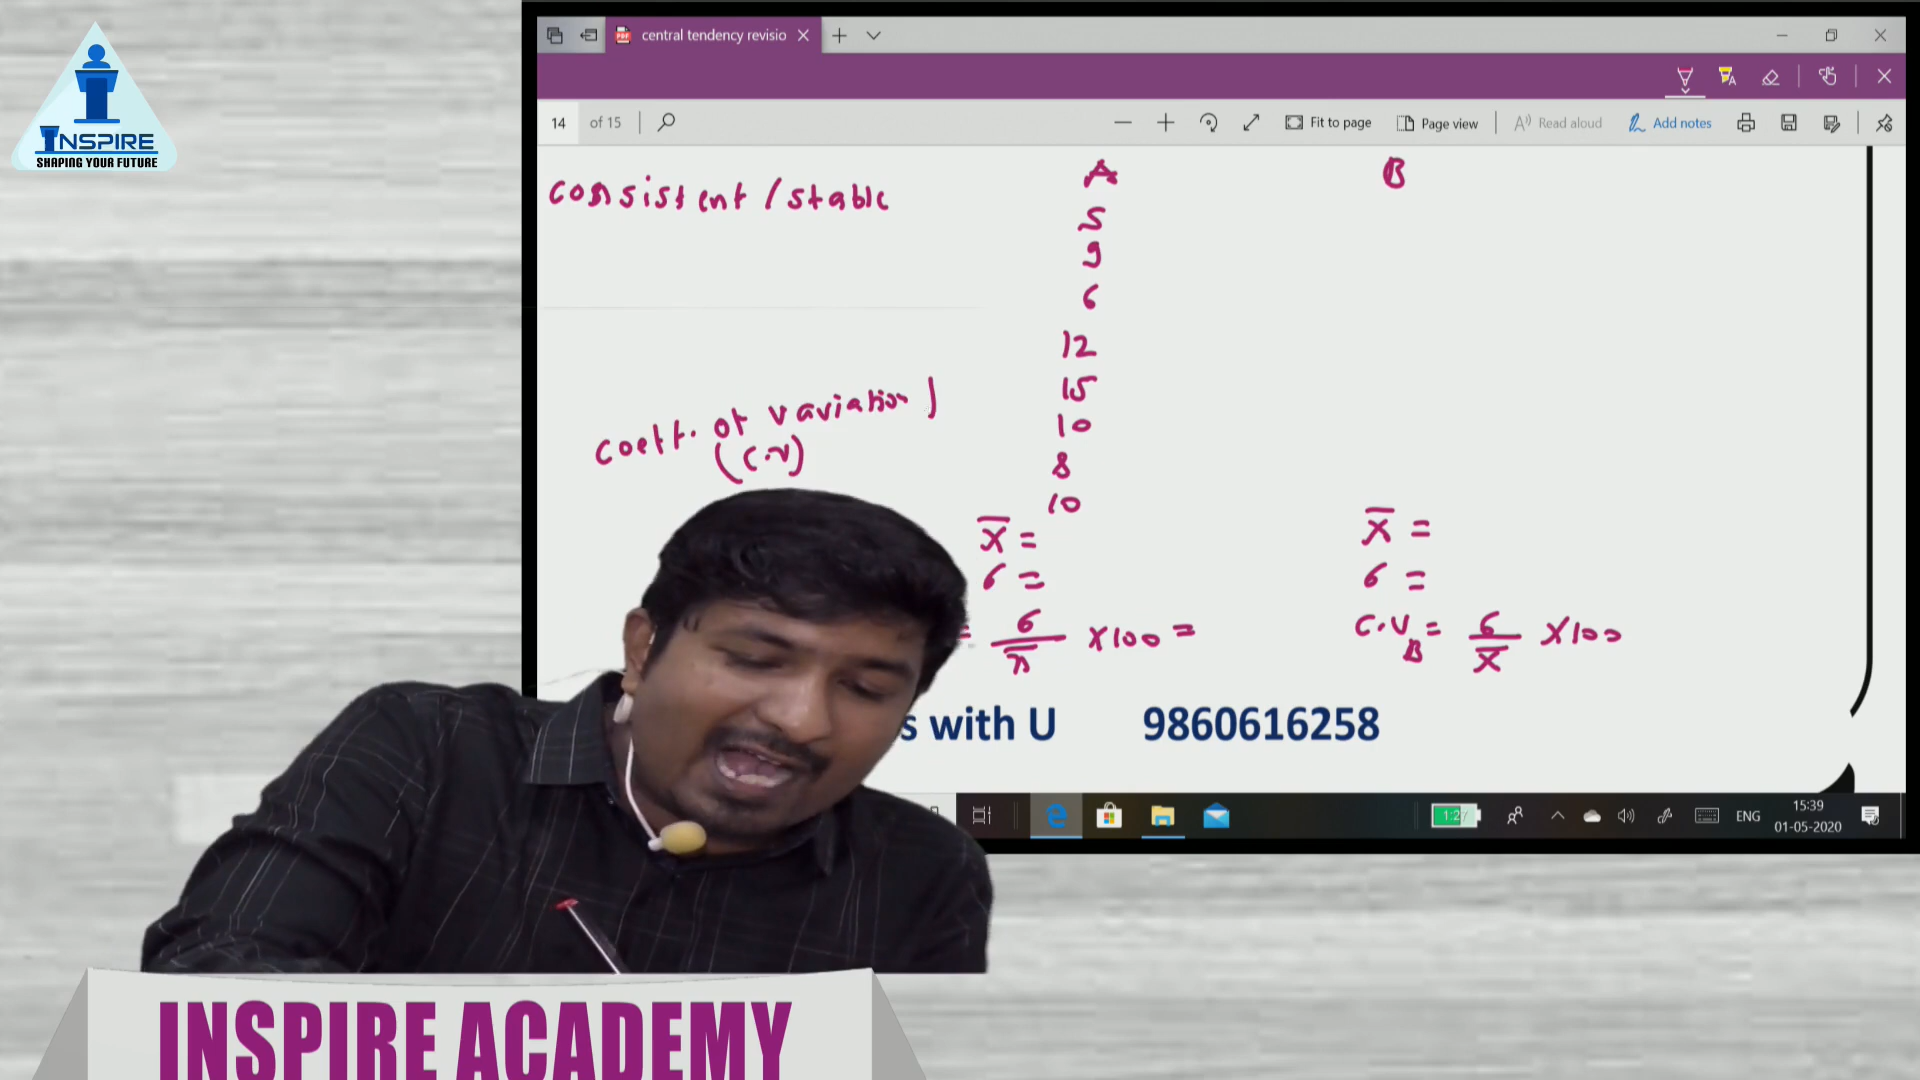 INSPIRE
SHAPING YOUR FUTURE
central tendency revisio
14 of 15
Fit to page
Page view
Read aloud
Add notes
consistent / stable
A
B
5
9
6
12
15
10
8
10
coeff. of variation )
(C.V)
x̄ =
6 =
= 6/x̄ ×100 =
x̄ =
6 =
C.V_B = 6/x̄ ×100
s with U 9860616258
ENG
15:39
01-05-2020
INSPIRE ACADEMY